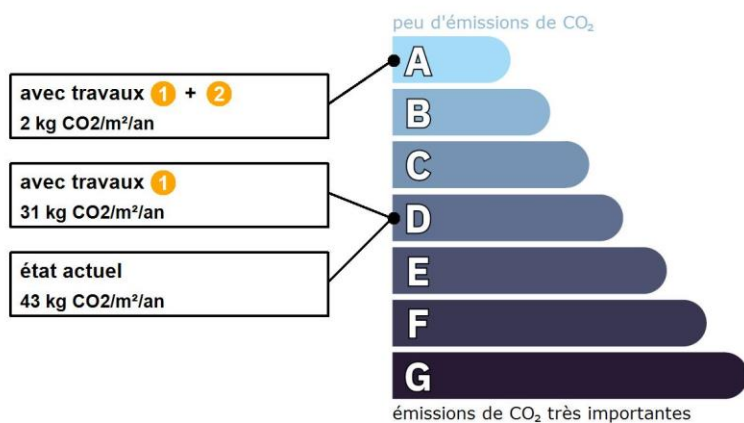 peu d'émissions de CO₂
A
avec travaux 1 + 2
2 kg CO2/m²/an
B
C
avec travaux 1
31 kg CO2/m²/an
D
état actuel
43 kg CO2/m²/an
E
F
G
émissions de CO₂ très importantes